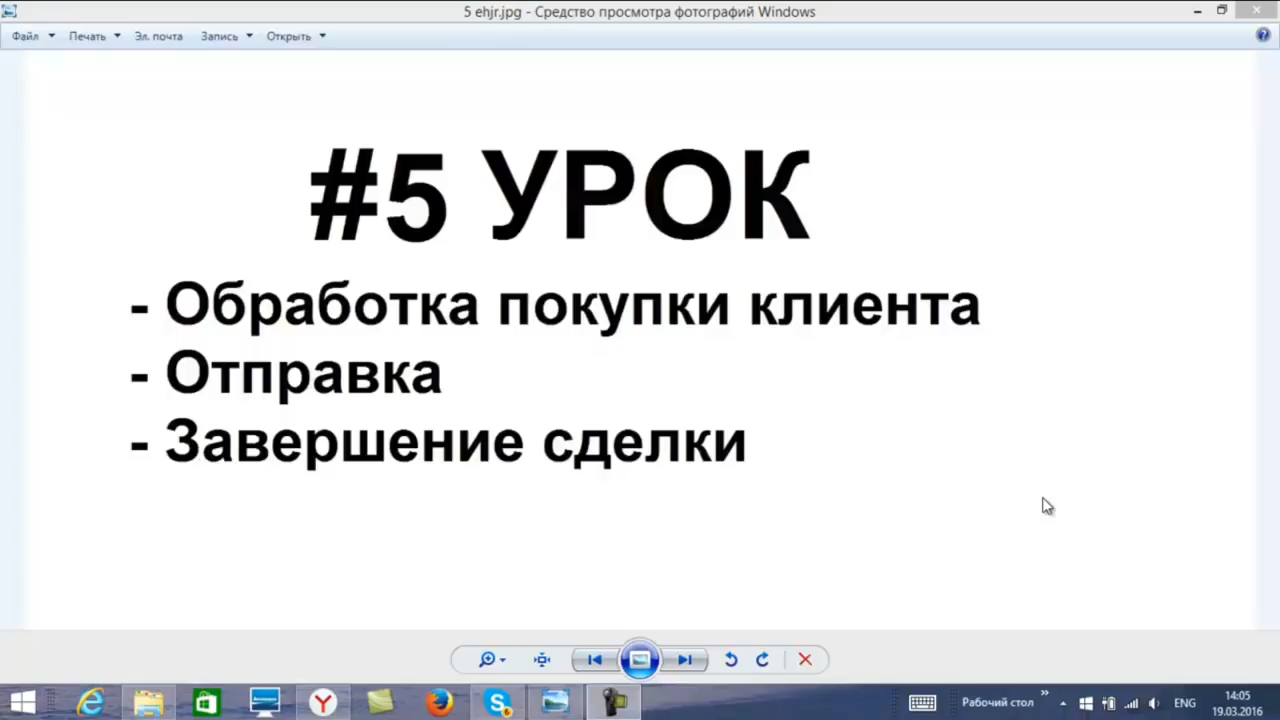 5 ehjr.jpg - Средство просмотра фотографий Windows
Файл Печать Эл. почта Запись Открыть
#5 УРОК
- Обработка покупки клиента
- Отправка
- Завершение сделки
Рабочий стол » ENG 14:05
19.03.2016